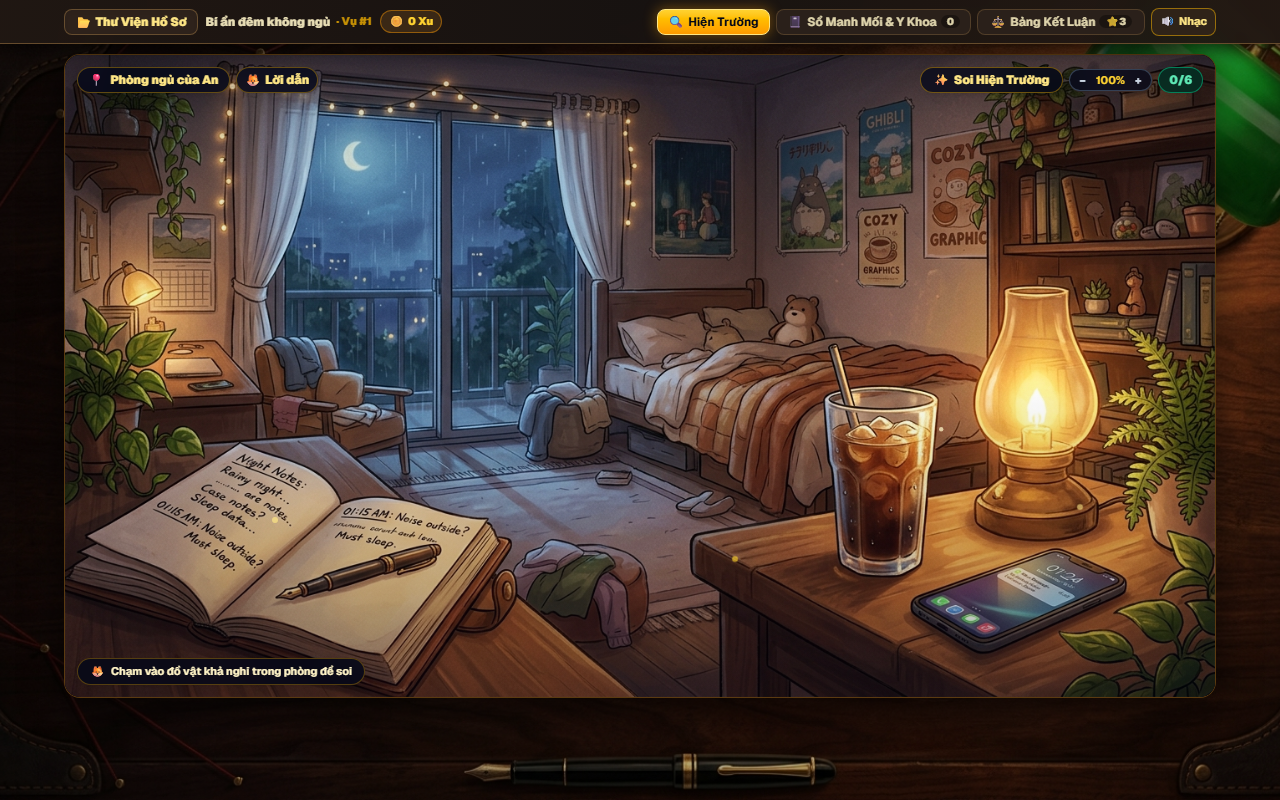 Thư Viện Hồ Sơ
Bí ẩn đêm không ngủ - Vụ #1
0 Xu
Hiện Trường
Sổ Manh Mối & Y Khoa 0
Bảng Kết Luận 3
Nhạc
Phòng ngủ của An
Lời dẫn
Soi Hiện Trường
− 100% +
0/6
GHIBLI
COZY
GRAPHIC
COZY
GRAPHICS
Night Notes:
Rainy night...
are notes..
Case notes?
Sleep data...
01:15 AM: Noise outside?
Must sleep.
01:15 AM: Noise outside?
Must sleep.
01:24
Chạm vào đồ vật khả nghi trong phòng để soi